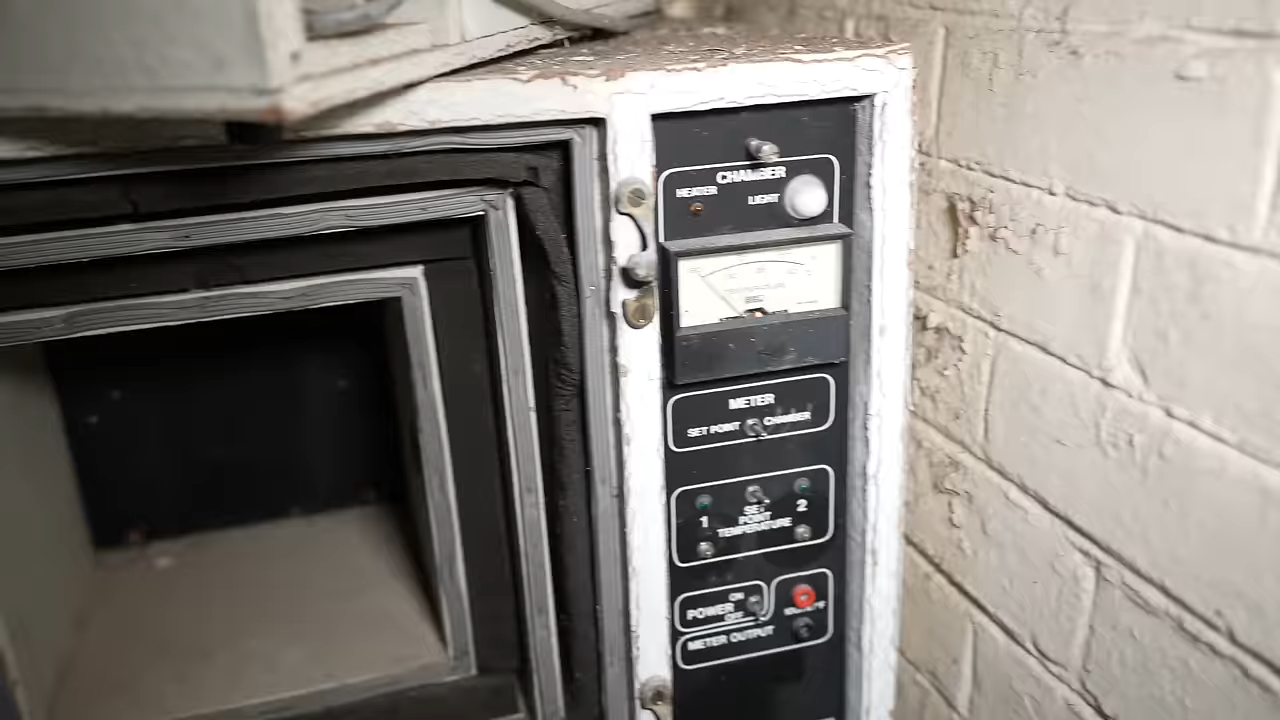 CHAMBER
HEATER
LIGHT
METER
SET POINT
CHAMBER
1
SET
POINT
TEMPERATURE
2
POWER
ON
OFF
METER OUTPUT